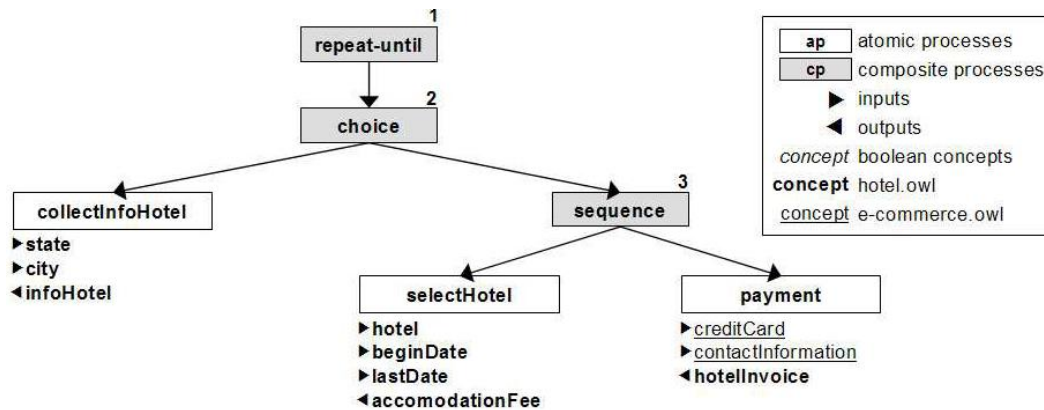 1
repeat-until
2
choice
collectInfoHotel
▶state
▶city
◀infoHotel
3
sequence
selectHotel
▶hotel
▶beginDate
▶lastDate
◀accomodationFee
payment
▶creditCard
▶contactInformation
◀hotelInvoice
ap atomic processes
cp composite processes
▶ inputs
◀ outputs
concept boolean concepts
concept hotel.owl
concept e-commerce.owl